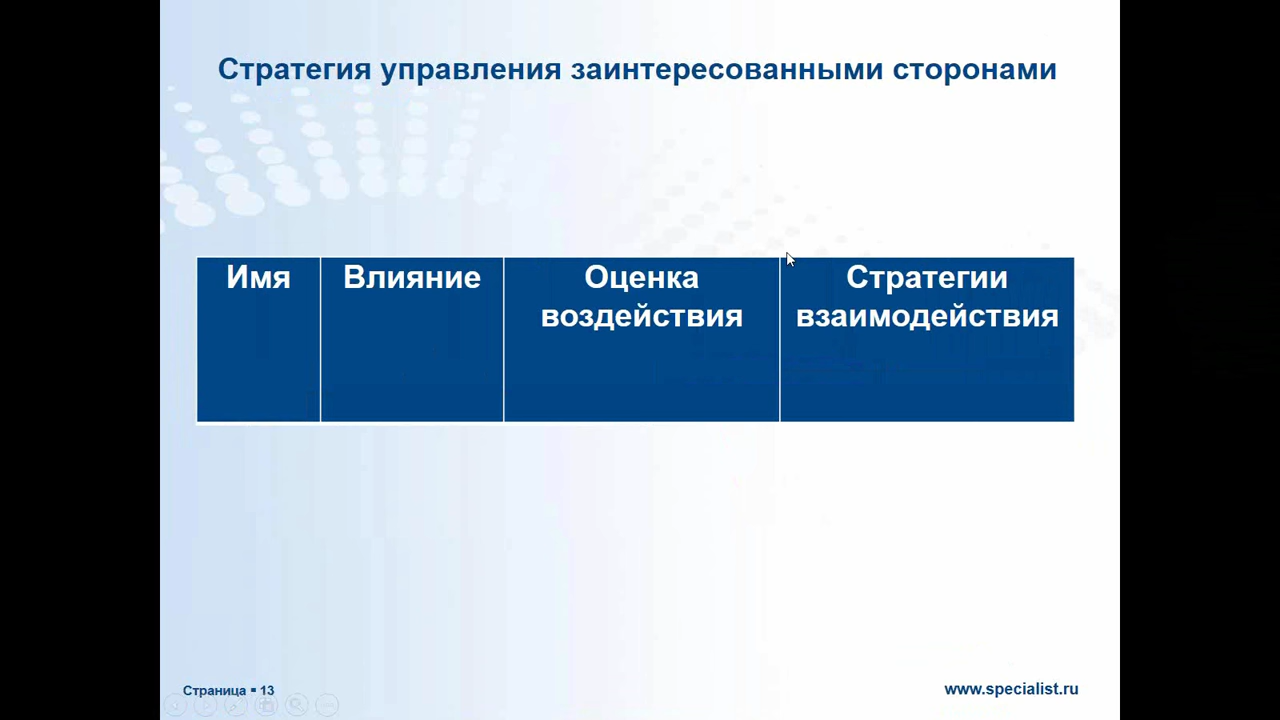 Стратегия управления заинтересованными сторонами
Имя
Влияние
Оценка
воздействия
Стратегии
взаимодействия
Страница ▪ 13
www.specialist.ru